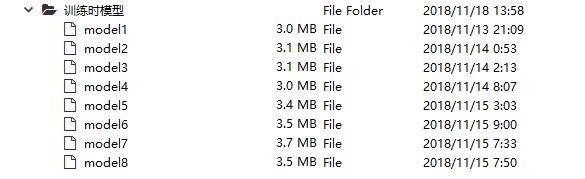 训练时模型 File Folder 2018/11/18 13:58
model1 3.0 MB File 2018/11/13 21:09
model2 3.1 MB File 2018/11/14 0:53
model3 3.1 MB File 2018/11/14 2:13
model4 3.0 MB File 2018/11/14 8:07
model5 3.4 MB File 2018/11/15 3:03
model6 3.5 MB File 2018/11/15 9:00
model7 3.7 MB File 2018/11/15 7:33
model8 3.5 MB File 2018/11/15 7:50